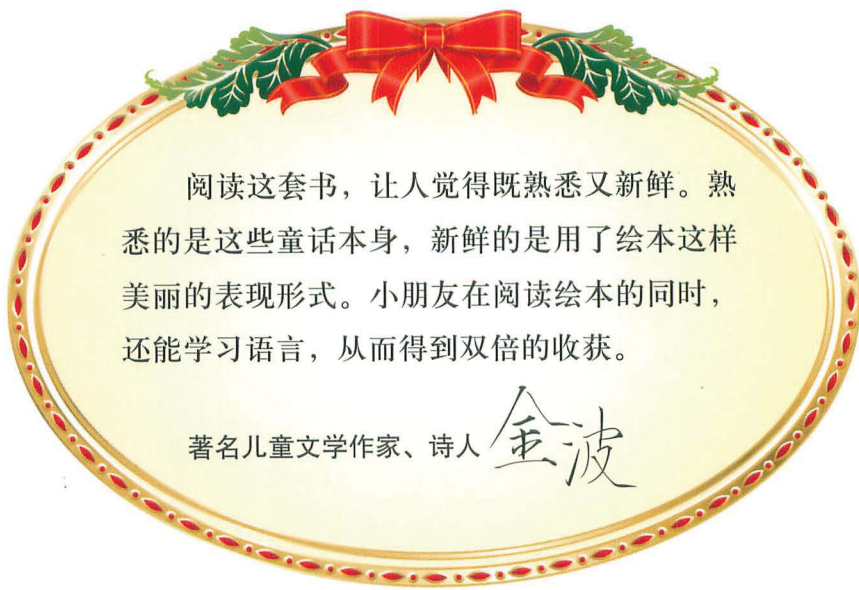 阅读这套书，让人觉得既熟悉又新鲜。熟
悉的是这些童话本身，新鲜的是用了绘本这样
美丽的表现形式。小朋友在阅读绘本的同时，
还能学习语言，从而得到双倍的收获。
著名儿童文学作家、诗人 金波